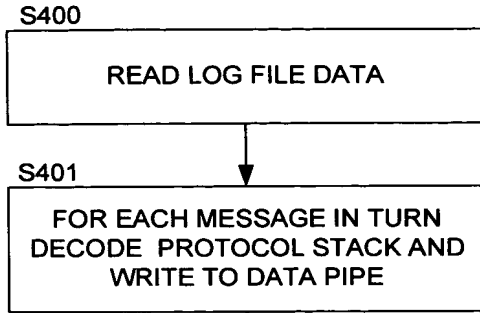 S400
READ LOG FILE DATA
S401
FOR EACH MESSAGE IN TURN
DECODE PROTOCOL STACK AND
WRITE TO DATA PIPE